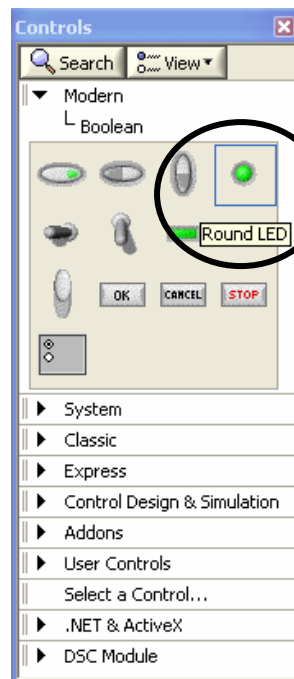 Controls
Search View
Modern
Boolean
Round LED
OK CANCEL STOP
System
Classic
Express
Control Design & Simulation
Addons
User Controls
Select a Control...
.NET & ActiveX
DSC Module